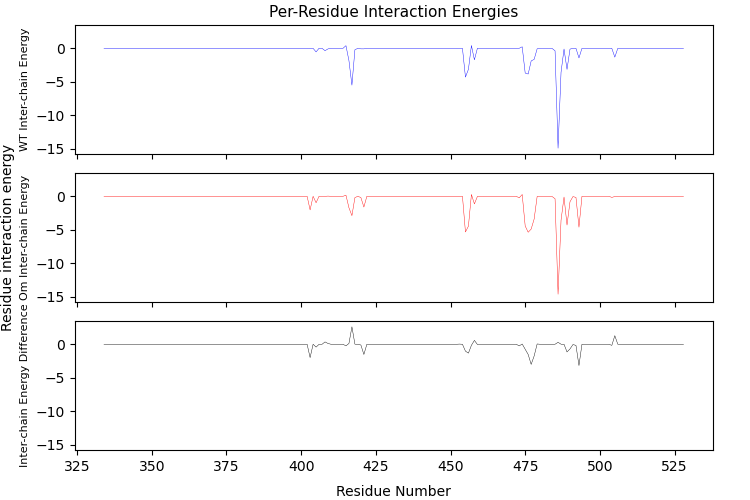 Per-Residue Interaction Energies
WT Inter-chain Energy
0
−5
−10
−15
Residue interaction energy
Om Inter-chain Energy
0
−5
−10
−15
Inter-chain Energy Difference
0
−5
−10
−15
325 350 375 400 425 450 475 500 525
Residue Number